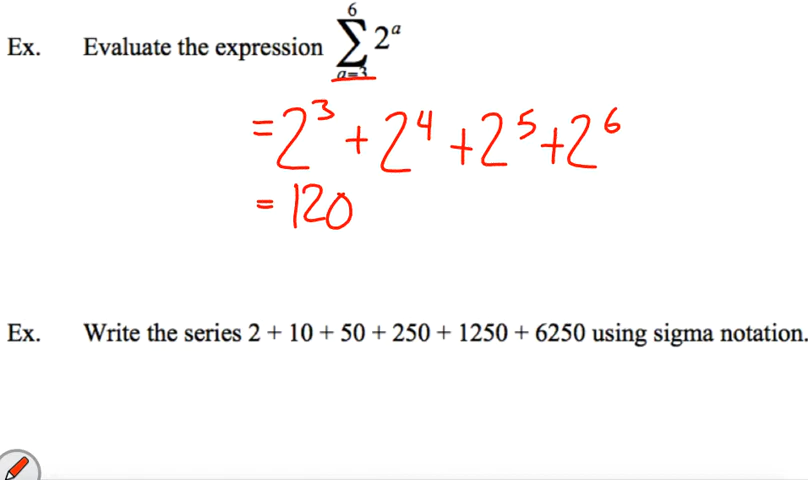 Ex. Evaluate the expression $\sum_{a=3}^{6} 2^a$
= 2³ + 2⁴ + 2⁵ + 2⁶
= 120
Ex. Write the series 2 + 10 + 50 + 250 + 1250 + 6250 using sigma notation.